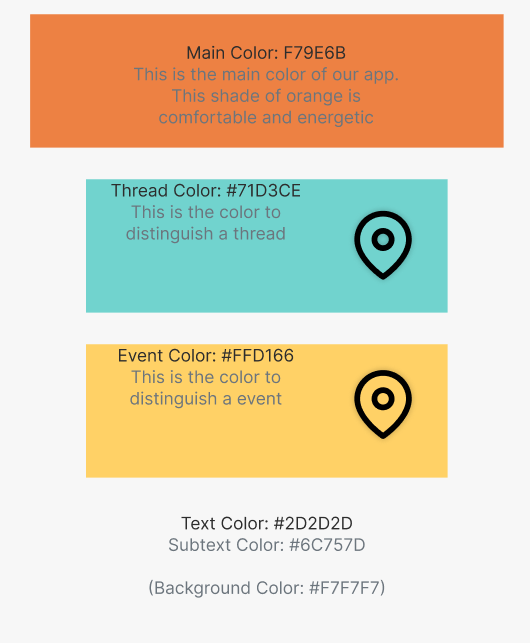 Main Color: F79E6B
This is the main color of our app.
This shade of orange is
comfortable and energetic
Thread Color: #71D3CE
This is the color to
distinguish a thread
Event Color: #FFD166
This is the color to
distinguish a event
Text Color: #2D2D2D
Subtext Color: #6C757D
(Background Color: #F7F7F7)